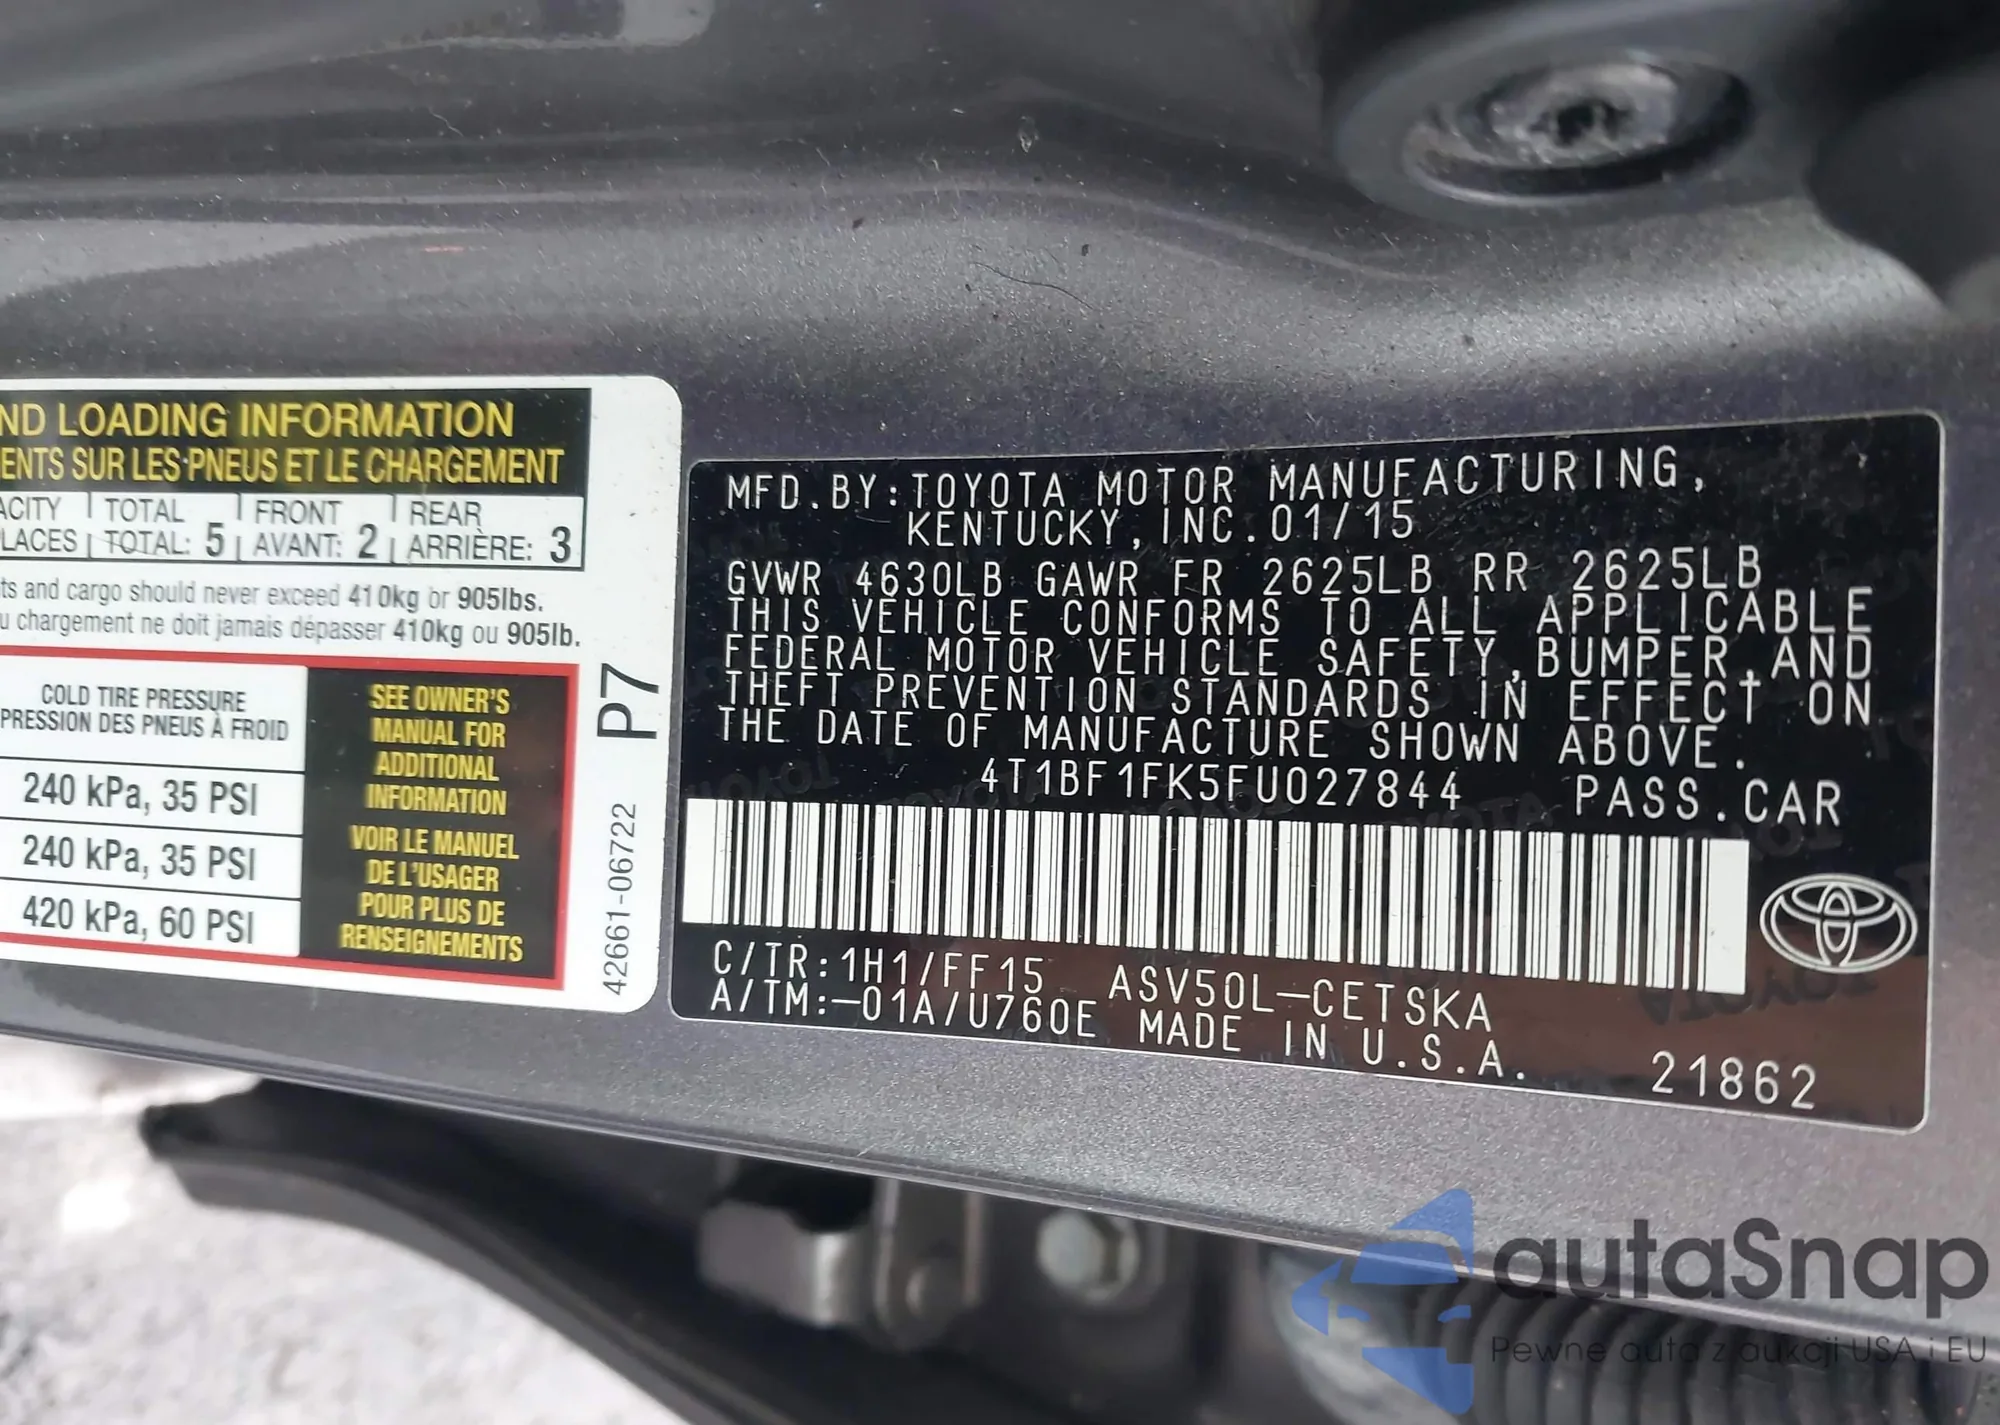 ND LOADING INFORMATION
ENTS SUR LES PNEUS ET LE CHARGEMENT
ACITY TOTAL FRONT REAR
LACES TOTAL: 5 AVANT: 2 ARRIÈRE: 3
ts and cargo should never exceed 410kg or 905lbs.
u chargement ne doit jamais dépasser 410kg ou 905lb.
COLD TIRE PRESSURE
PRESSION DES PNEUS À FROID
240 kPa, 35 PSI
240 kPa, 35 PSI
420 kPa, 60 PSI
SEE OWNER'S
MANUAL FOR
ADDITIONAL
INFORMATION
VOIR LE MANUEL
DE L'USAGER
POUR PLUS DE
RENSEIGNEMENTS
P7
42661-06722
MFD.BY:TOYOTA MOTOR MANUFACTURING,
KENTUCKY,INC.01/15
GVWR 4630LB GAWR FR 2625LB RR 2625LB
THIS VEHICLE CONFORMS TO ALL APPLICABLE
FEDERAL MOTOR VEHICLE SAFETY,BUMPER,AND
THEFT PREVENTION STANDARDS IN EFFECT ON
THE DATE OF MANUFACTURE SHOWN ABOVE.
4T1BF1FK5FU027844 PASS.CAR
C/TR:1H1/FF15 ASV50L-CETSKA
A/TM:-01A/U760E MADE IN U.S.A.
21862
autaSnap
Pewne auta z aukcji USA i EU